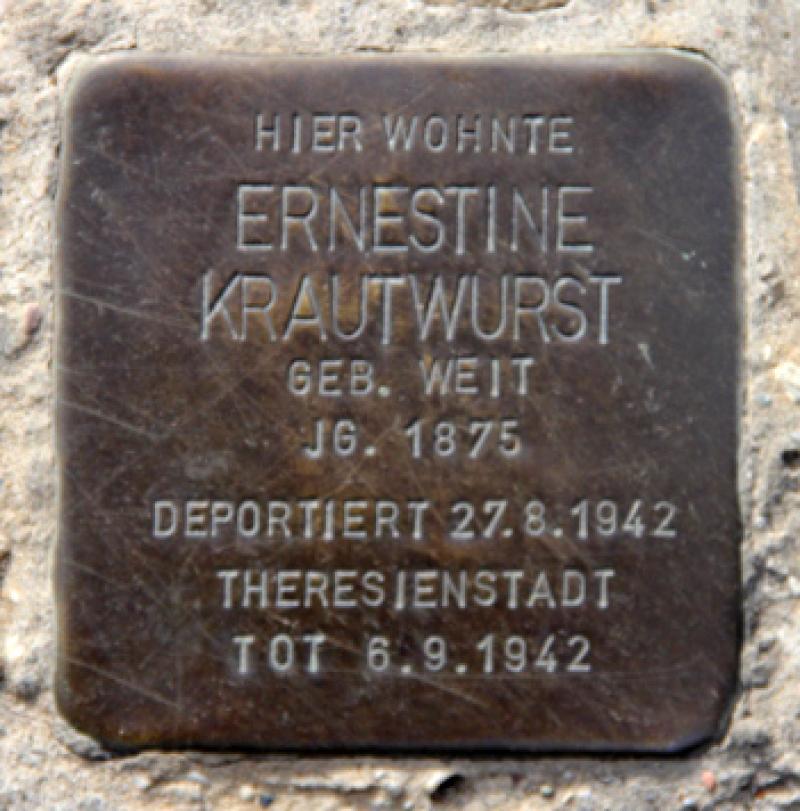 HIER WOHNTE
ERNESTINE
KRAUTWURST
GEB. WEIT
JG. 1875
DEPORTIERT 27.8.1942
THERESIENSTADT
TOT 6.9.1942